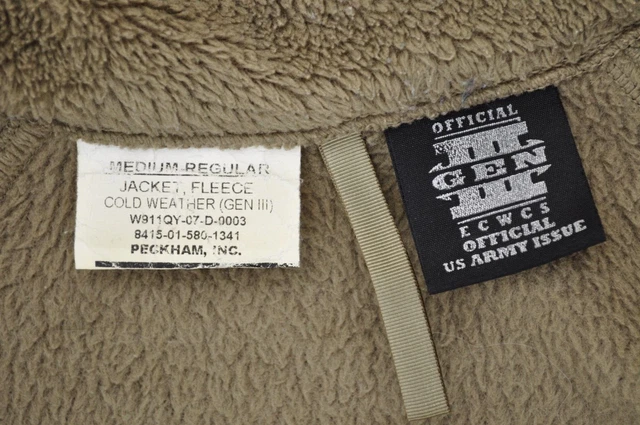 MEDIUM-REGULAR
JACKET, FLEECE
COLD WEATHER (GEN III)
W911QY-07-D-0003
8415-01-580-1341
PECKHAM, INC.
OFFICIAL
III
GEN
III
ECWCS
OFFICIAL
US ARMY ISSUE